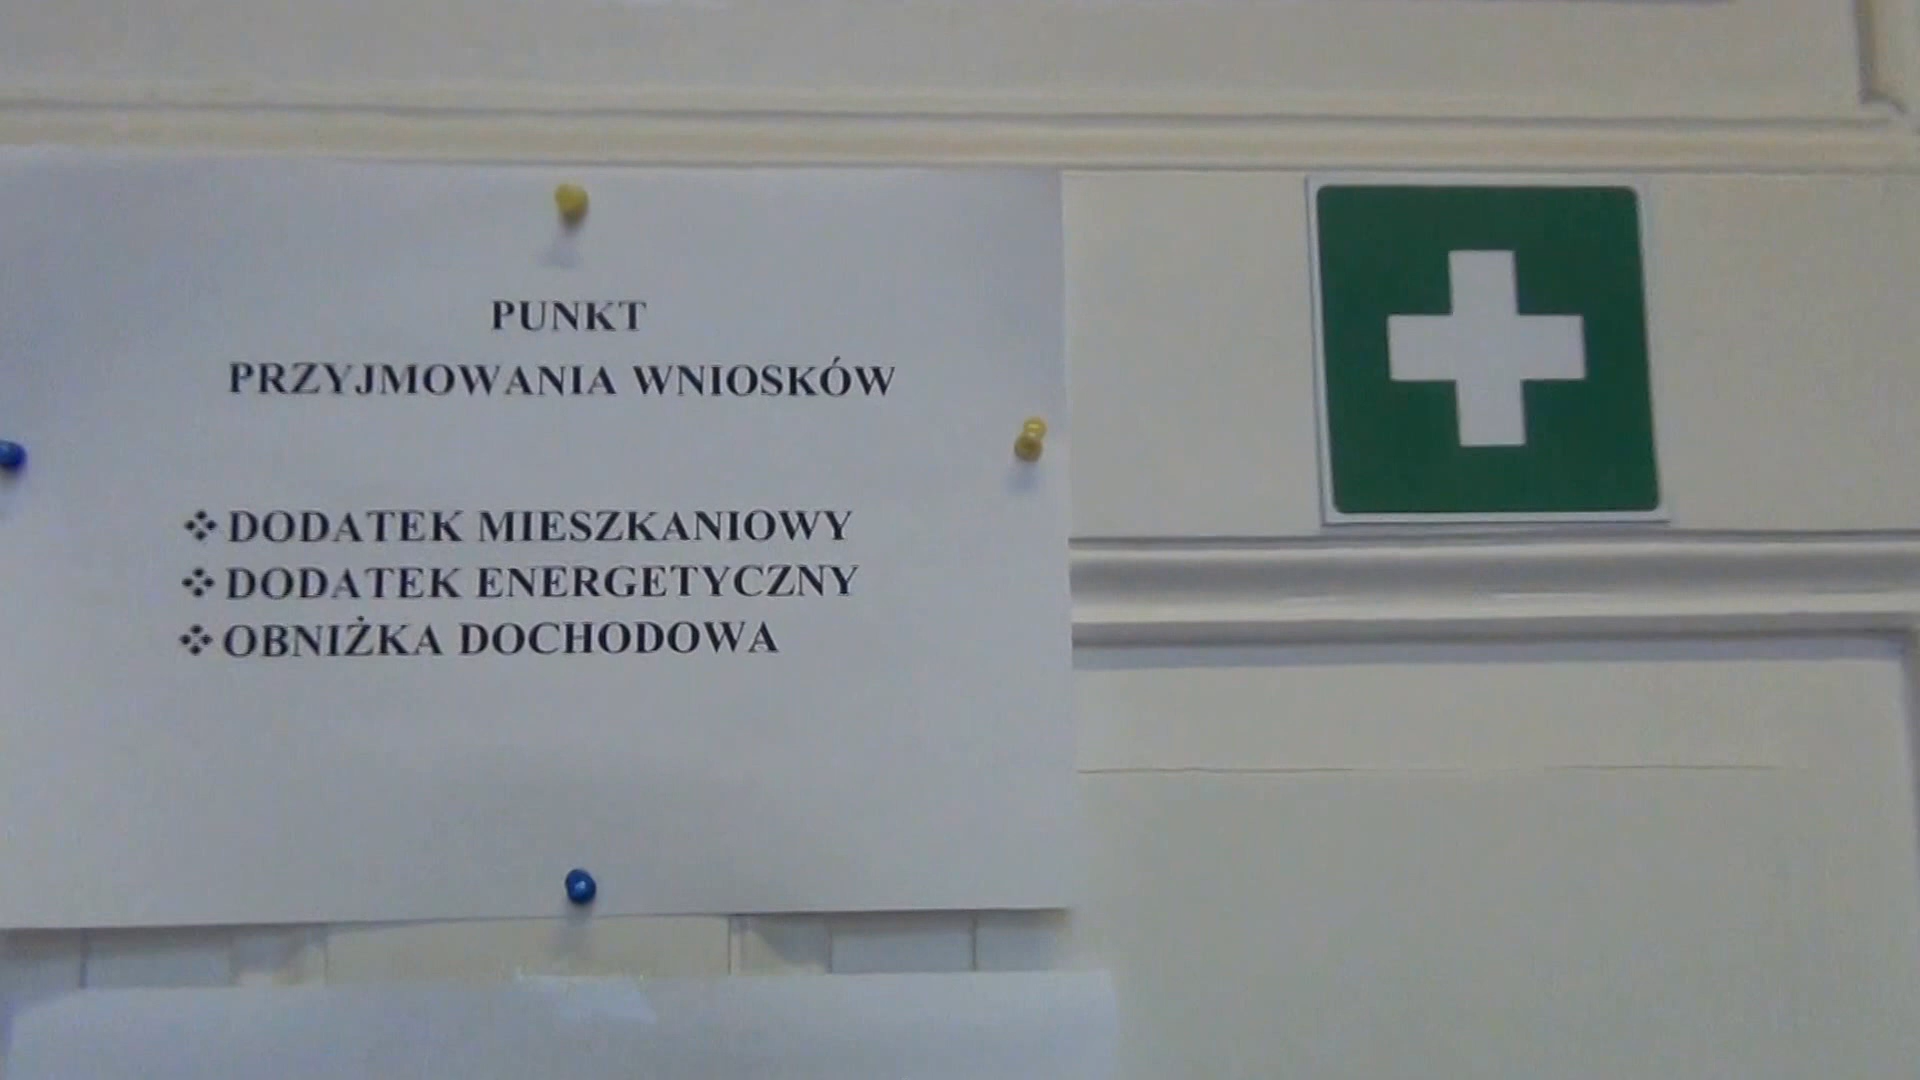 PUNKT
PRZYJMOWANIA WNIOSKÓW
❖ DODATEK MIESZKANIOWY
❖ DODATEK ENERGETYCZNY
❖ OBNIŻKA DOCHODOWA